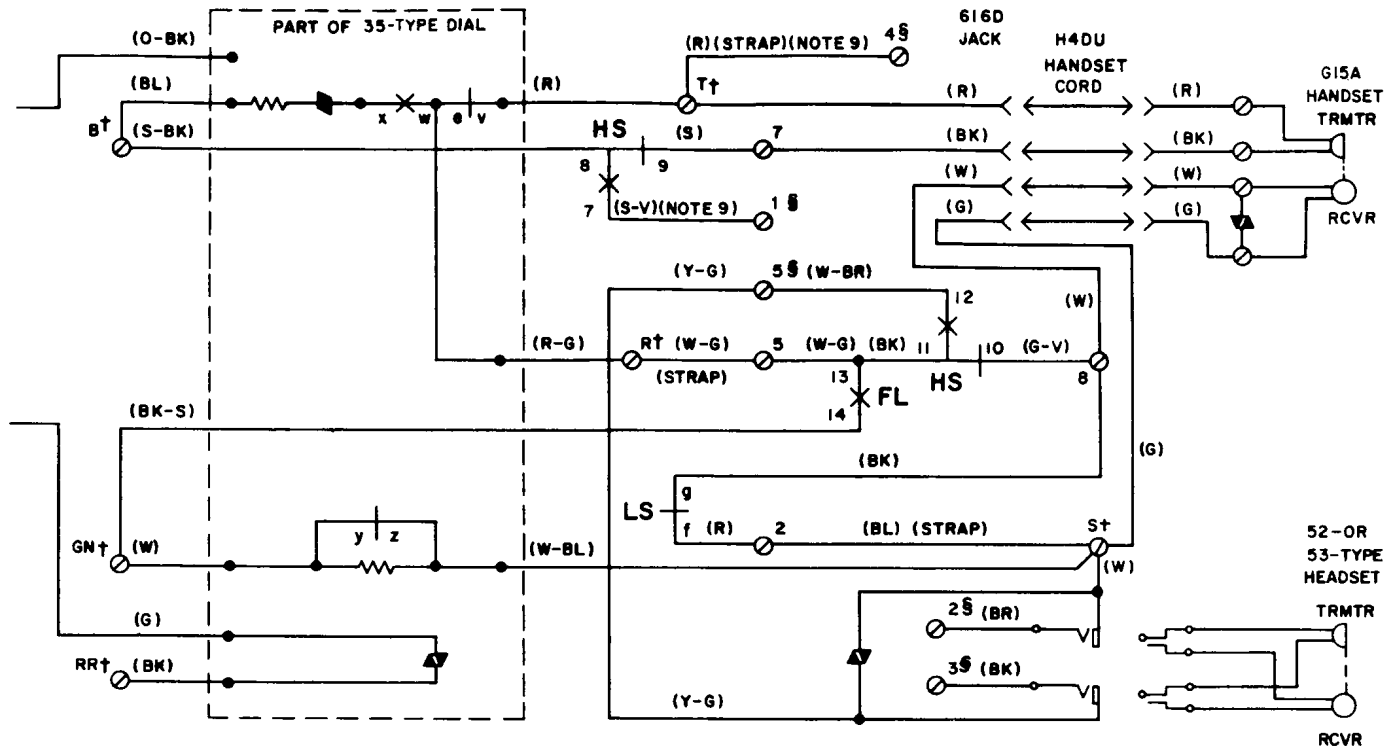 PART OF 35-TYPE DIAL
616D
JACK
H4DU
HANDSET
CORD
G15A
HANDSET
TRMTR
(O-BK)
(R)(STRAP)(NOTE 9)
4§
(BL)
(R)
T†
(R)
(R)
x
w
e
v
B†
(S-BK)
HS
(S)
7
(BK)
(BK)
8
9
(W)
(W)
7
(S-V)(NOTE 9)
1§
(G)
(G)
RCVR
(Y-G)
5§
(W-BR)
12
(W)
(R-G)
R†
(W-G)
5
(W-G)
(BK)
11
10
(G-V)
8
(STRAP)
13
HS
FL
14
(BK-S)
(G)
(BK)
g
LS
f
(R)
2
(BL)
(STRAP)
S†
y
z
GN†
(W)
(W-BL)
(W)
52-OR
53-TYPE
HEADSET
TRMTR
2§
(BR)
(G)
3§
(BK)
RR†
(BK)
(Y-G)
RCVR